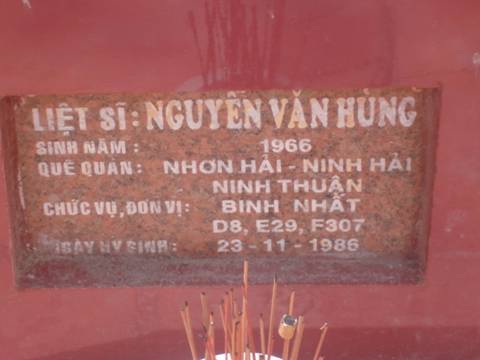 LIỆT SĨ: NGUYỄN VĂN HÙNG
SINH NĂM : 1966
QUÊ QUÁN : NHƠN HẢI - NINH HẢI
NINH THUẬN
CHỨC VỤ, ĐƠN VỊ : BINH NHẤT
D8, E29, F307
NGÀY HY SINH : 23 - 11 - 1986